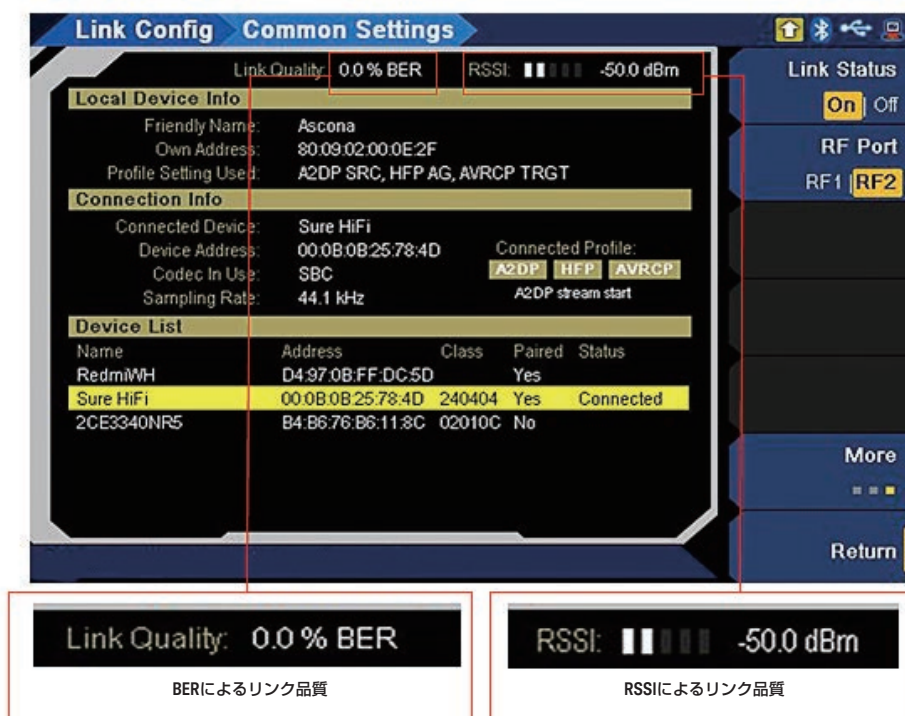 Link Config Common Settings
Link Quality: 0.0 % BER RSSI: -50.0 dBm
Local Device Info
Friendly Name: Ascona
Own Address: 80:09:02:00:0E:2F
Profile Setting Used: A2DP SRC, HFP AG, AVRCP TRGT
Connection Info
Connected Device: Sure HiFi
Device Address: 00:0B:0B:25:78:4D Connected Profile:
Codec In Use: SBC A2DP HFP AVRCP
Sampling Rate: 44.1 kHz A2DP stream start
Device List
Name Address Class Paired Status
RedmiWH D4:97:0B:FF:DC:5D Yes
Sure HiFi 00:0B:0B:25:78:4D 240404 Yes Connected
2CE3340NR5 B4:B6:76:B6:11:8C 02010C No
Link Status
On | Off
RF Port
RF1 | RF2
More
Return
Link Quality: 0.0 % BER
BERによるリンク品質
RSSI: -50.0 dBm
RSSIによるリンク品質